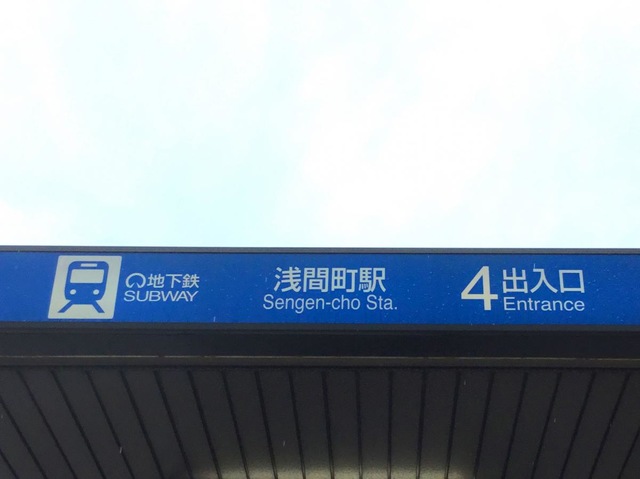 地下鉄
SUBWAY
浅間町駅
Sengen-cho Sta.
4 出入口
Entrance